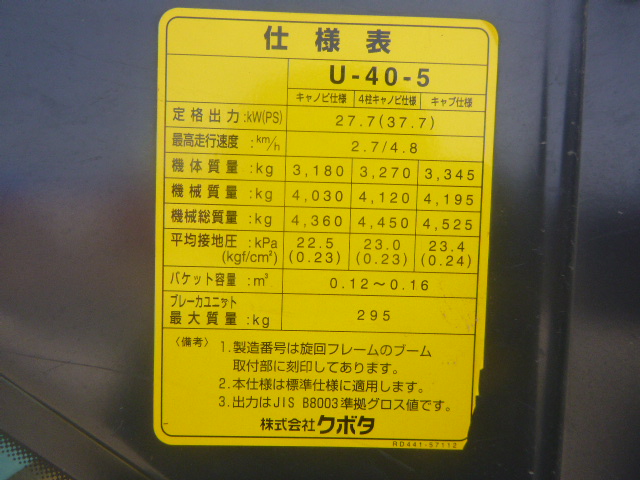 仕様表
U-40-5
キャノピ仕様 4柱キャノピ仕様 キャブ仕様
定格出力:kW(PS) 27.7(37.7)
最高走行速度:km/h 2.7/4.8
機体質量:kg 3,180 3,270 3,345
機械質量:kg 4,030 4,120 4,195
機械総質量:kg 4,360 4,450 4,525
平均接地圧:kPa 22.5 23.0 23.4
(kgf/cm²) (0.23) (0.23) (0.24)
バケット容量:m³ 0.12～0.16
ブレーカユニット
最大質量:kg 295
〈備考〉 1.製造番号は旋回フレームのブーム
取付部に刻印してあります。
2.本仕様は標準仕様に適用します。
3.出力はJIS B8003準拠グロス値です。
株式会社クボタ
RD441-57112